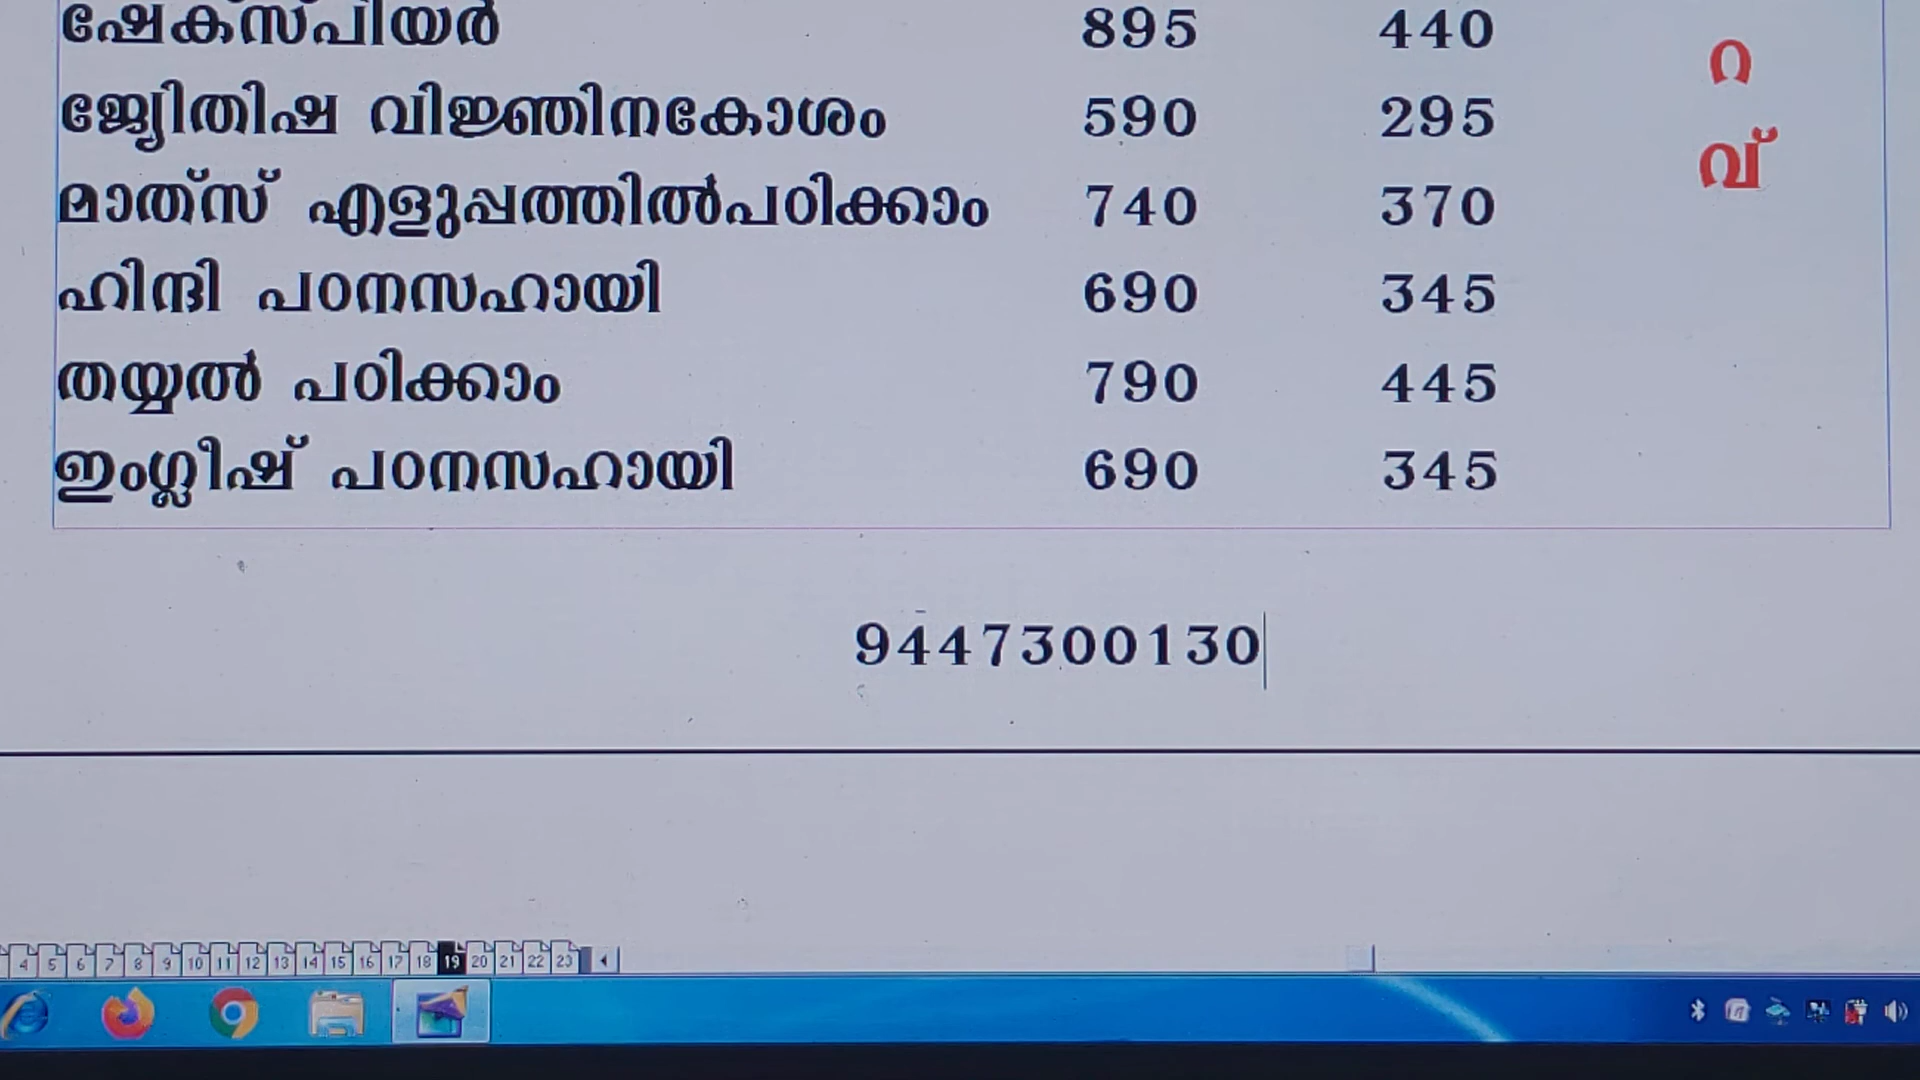 ഷേക്സ്പിയർ 895 440
റ
ജ്യേിതിഷ വിജ്ഞിനകോശം 590 295
വ്
മാത്സ് എളുപ്പത്തിൽപഠിക്കാം 740 370
ഹിന്ദി പഠനസഹായി 690 345
തയ്യൽ പഠിക്കാം 790 445
ഇംഗ്ലീഷ് പഠനസഹായി 690 345
9447300130
4 5 6 7 8 9 10 11 12 13 14 15 16 17 18 19 20 21 22 23